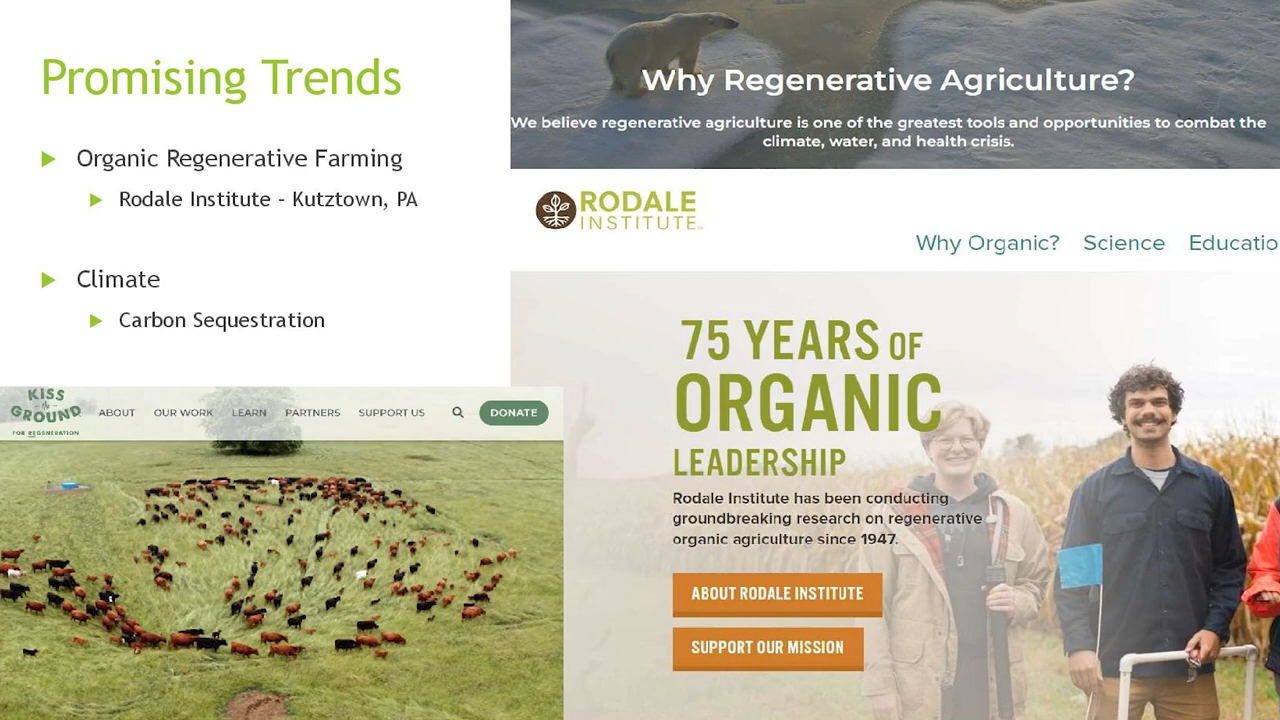 Promising Trends
Organic Regenerative Farming
Rodale Institute - Kutztown, PA
Climate
Carbon Sequestration
Why Regenerative Agriculture?
We believe regenerative agriculture is one of the greatest tools and opportunities to combat the
climate, water, and health crisis.
RODALE
INSTITUTE
Why Organic? Science Educatio
75 YEARS OF
ORGANIC
LEADERSHIP
Rodale Institute has been conducting
groundbreaking research on regenerative
organic agriculture since 1947.
ABOUT RODALE INSTITUTE
SUPPORT OUR MISSION
KISS
the
GROUND
FOR REGENERATION
ABOUT OUR WORK LEARN PARTNERS SUPPORT US DONATE